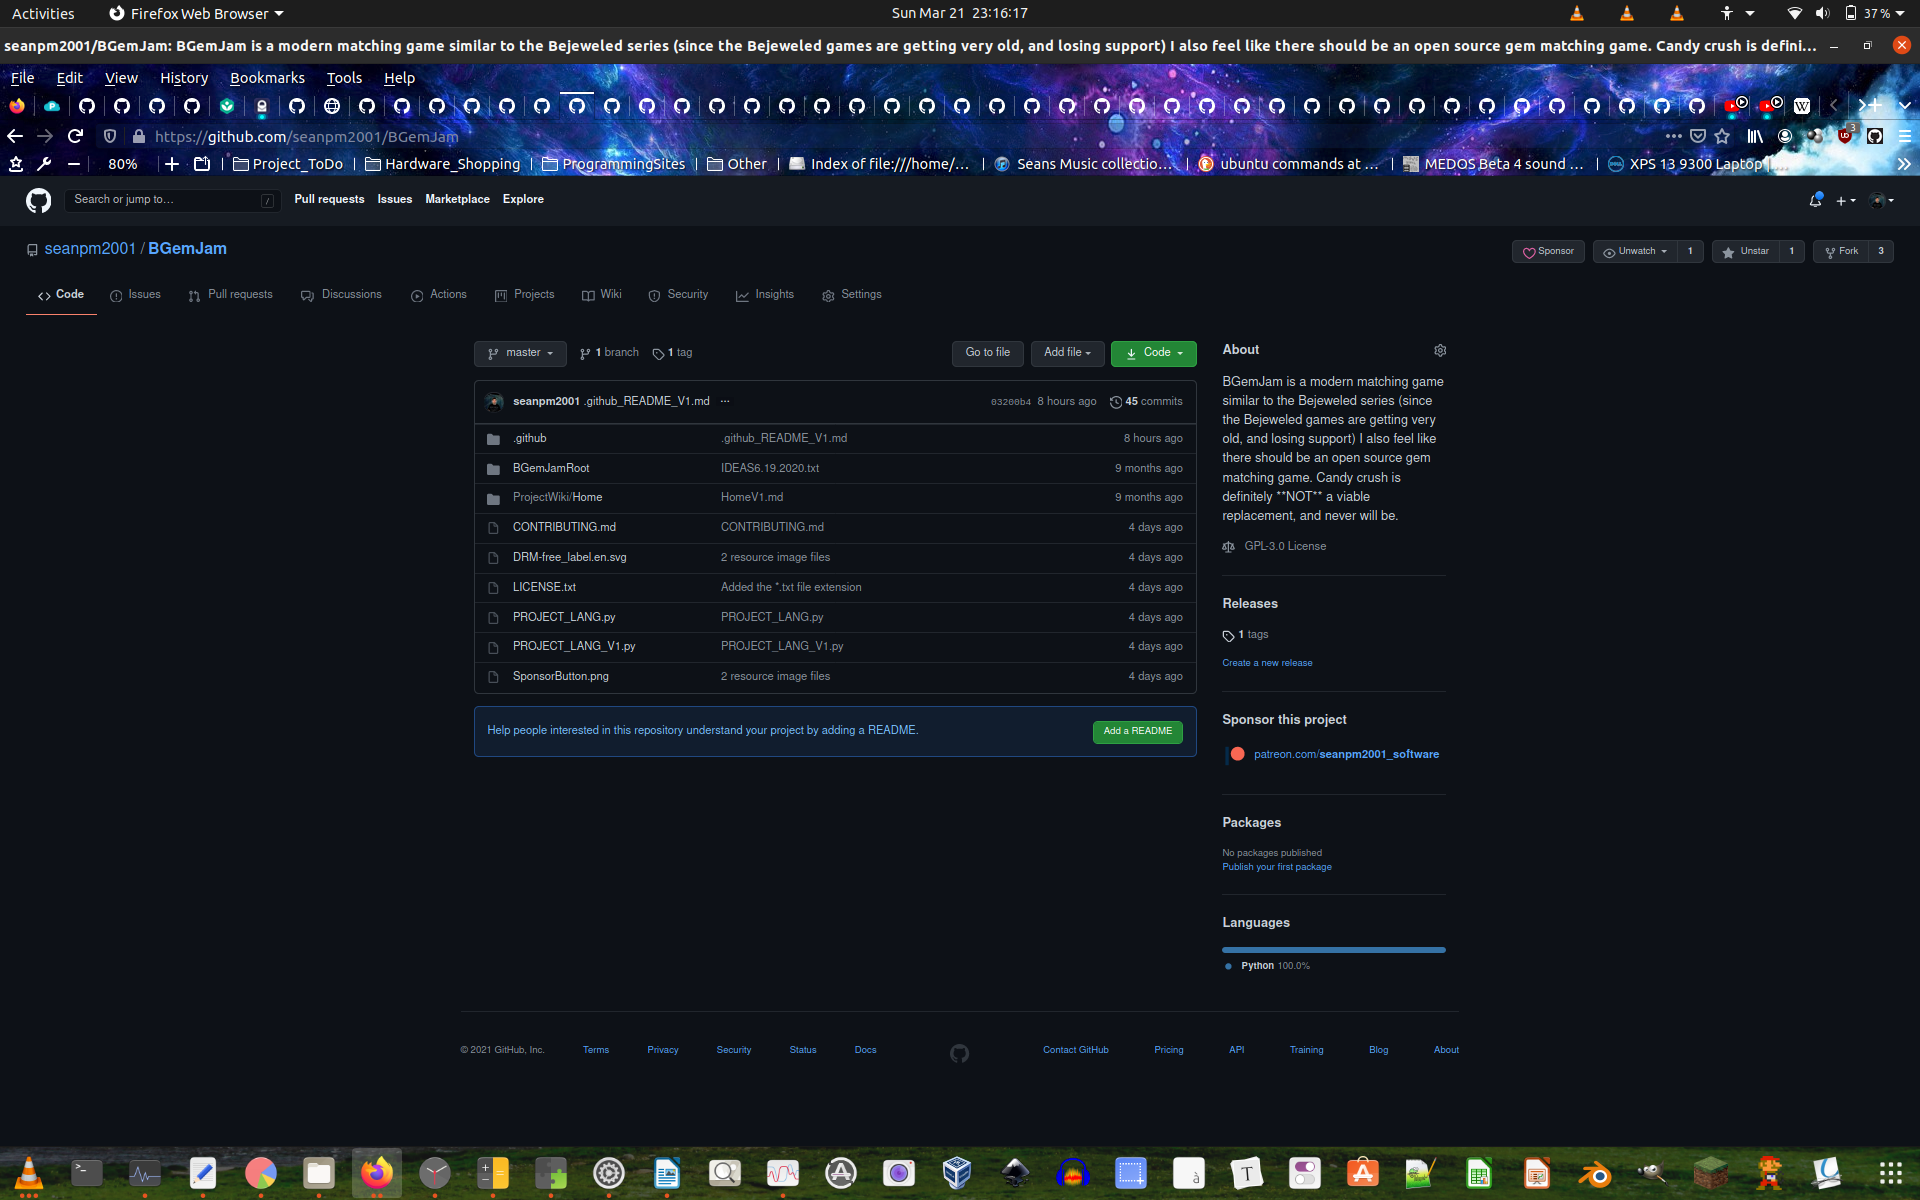 Activities
Firefox Web Browser
Sun Mar 21 23:16:17
37 %
seanpm2001/BGemJam: BGemJam is a modern matching game similar to the Bejeweled series (since the Bejeweled games are getting very old, and losing support) I also feel like there should be an open source gem matching game. Candy crush is defini...
File Edit View History Bookmarks Tools Help
https://github.com/seanpm2001/BGemJam
3
80%
Project_ToDo
Hardware_Shopping
ProgrammingSites
Other
Index of file:///home/...
Seans Music collectio...
ubuntu commands at ...
MEDOS Beta 4 sound ...
XPS 13 9300 Laptop |...
Search or jump to...
/
Pull requests Issues Marketplace Explore
seanpm2001 / BGemJam
Sponsor
Unwatch 1
Unstar 1
Fork 3
Code Issues Pull requests Discussions Actions Projects Wiki Security Insights Settings
master
1 branch
1 tag
Go to file
Add file
Code
seanpm2001 .github_README_V1.md ...
03200b4 8 hours ago 45 commits
.github .github_README_V1.md 8 hours ago
BGemJamRoot IDEAS6.19.2020.txt 9 months ago
ProjectWiki/Home HomeV1.md 9 months ago
CONTRIBUTING.md CONTRIBUTING.md 4 days ago
DRM-free_label.en.svg 2 resource image files 4 days ago
LICENSE.txt Added the *.txt file extension 4 days ago
PROJECT_LANG.py PROJECT_LANG.py 4 days ago
PROJECT_LANG_V1.py PROJECT_LANG_V1.py 4 days ago
SponsorButton.png 2 resource image files 4 days ago
Help people interested in this repository understand your project by adding a README.
Add a README
About
BGemJam is a modern matching game
similar to the Bejeweled series (since
the Bejeweled games are getting very
old, and losing support) I also feel like
there should be an open source gem
matching game. Candy crush is
definitely **NOT** a viable
replacement, and never will be.
GPL-3.0 License
Releases
1 tags
Create a new release
Sponsor this project
patreon.com/seanpm2001_software
Packages
No packages published
Publish your first package
Languages
Python 100.0%
© 2021 GitHub, Inc. Terms Privacy Security Status Docs
Contact GitHub Pricing API Training Blog About